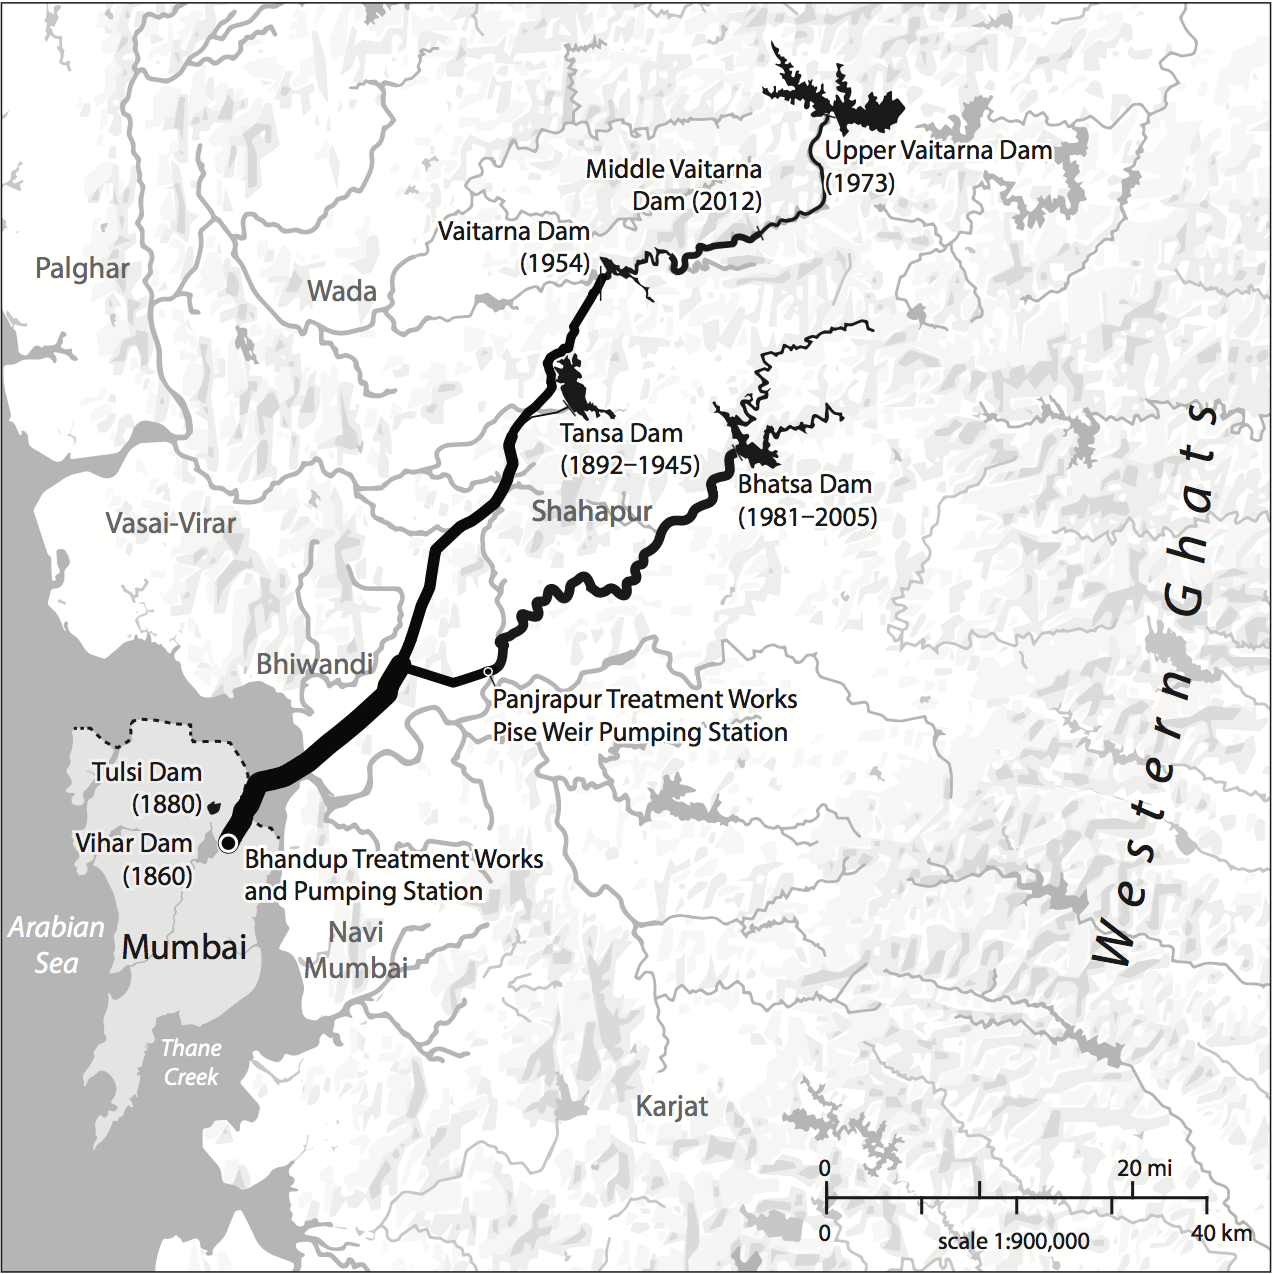 Upper Vaitarna Dam
(1973)
Middle Vaitarna
Dam (2012)
Vaitarna Dam
(1954)
Palghar
Wada
Tansa Dam
(1892–1945)
Bhatsa Dam
(1981–2005)
Shahapur
Vasai-Virar
Western Ghats
Bhiwandi
Panjrapur Treatment Works
Pise Weir Pumping Station
Tulsi Dam
(1880)
Vihar Dam
(1860)
Bhandup Treatment Works
and Pumping Station
Arabian
Sea
Mumbai
Navi
Mumbai
Thane
Creek
Karjat
0
20 mi
0
40 km
scale 1:900,000